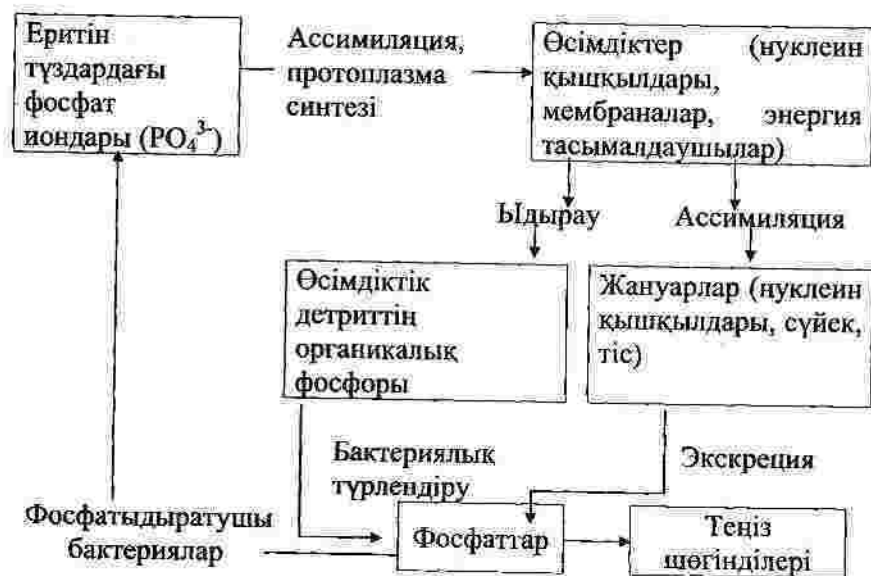 Еритін
тұздардағы
фосфат
иондары (PO₄³⁻)
Ассимиляция,
протоплазма
синтезі
Өсімдіктер (нуклеин
қышқылдары,
мембраналар, энергия
тасымалдаушылар)
Ыдырау
Ассимиляция
Өсімдіктік
детриттің
органикалық
фосфоры
Жануарлар (нуклеин
қышқылдары, сүйек,
тіс)
Бактериялық
түрлендіру
Экскреция
Фосфатыдыратушы
бактериялар
Фосфаттар
Теңіз
шөгінділері